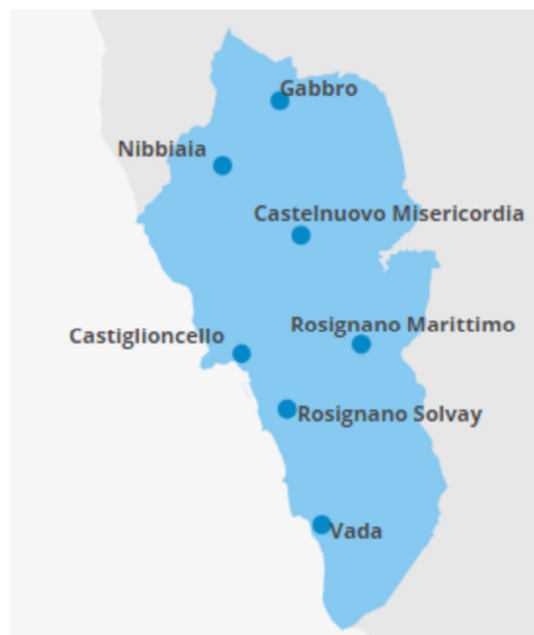 Gabbro
Nibbiaia
Castelnuovo Misericordia
Rosignano Marittimo
Castiglioncello
Rosignano Solvay
Vada